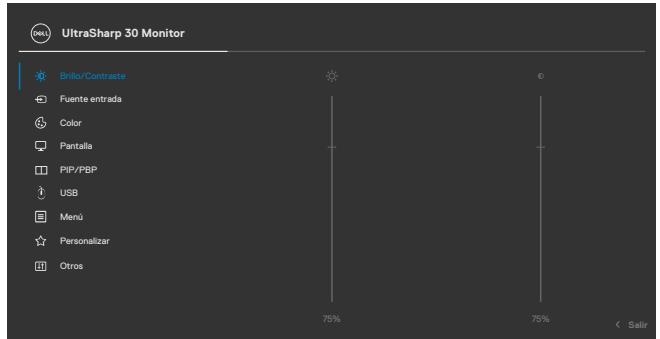 DELL
UltraSharp 30 Monitor
Brillo/Contraste
Fuente entrada
Color
Pantalla
PIP/PBP
USB
Menú
Personalizar
Otros
75%
75%
Salir